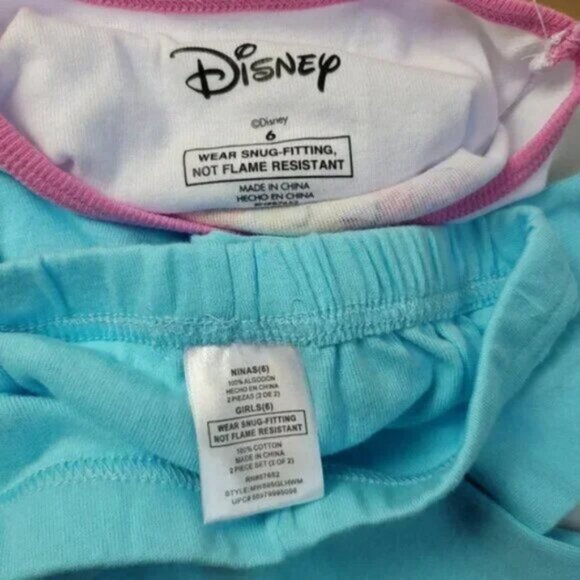 Disney
©Disney
6
WEAR SNUG-FITTING,
NOT FLAME RESISTANT
MADE IN CHINA
HECHO EN CHINA
NINAS(6)
100% ALGODON
HECHO EN CHINA
2 PIEZAS (2 DE 2)
GIRLS(6)
WEAR SNUG-FITTING
NOT FLAME RESISTANT
100% COTTON
MADE IN CHINA
2 PIECE SET (2 OF 2)